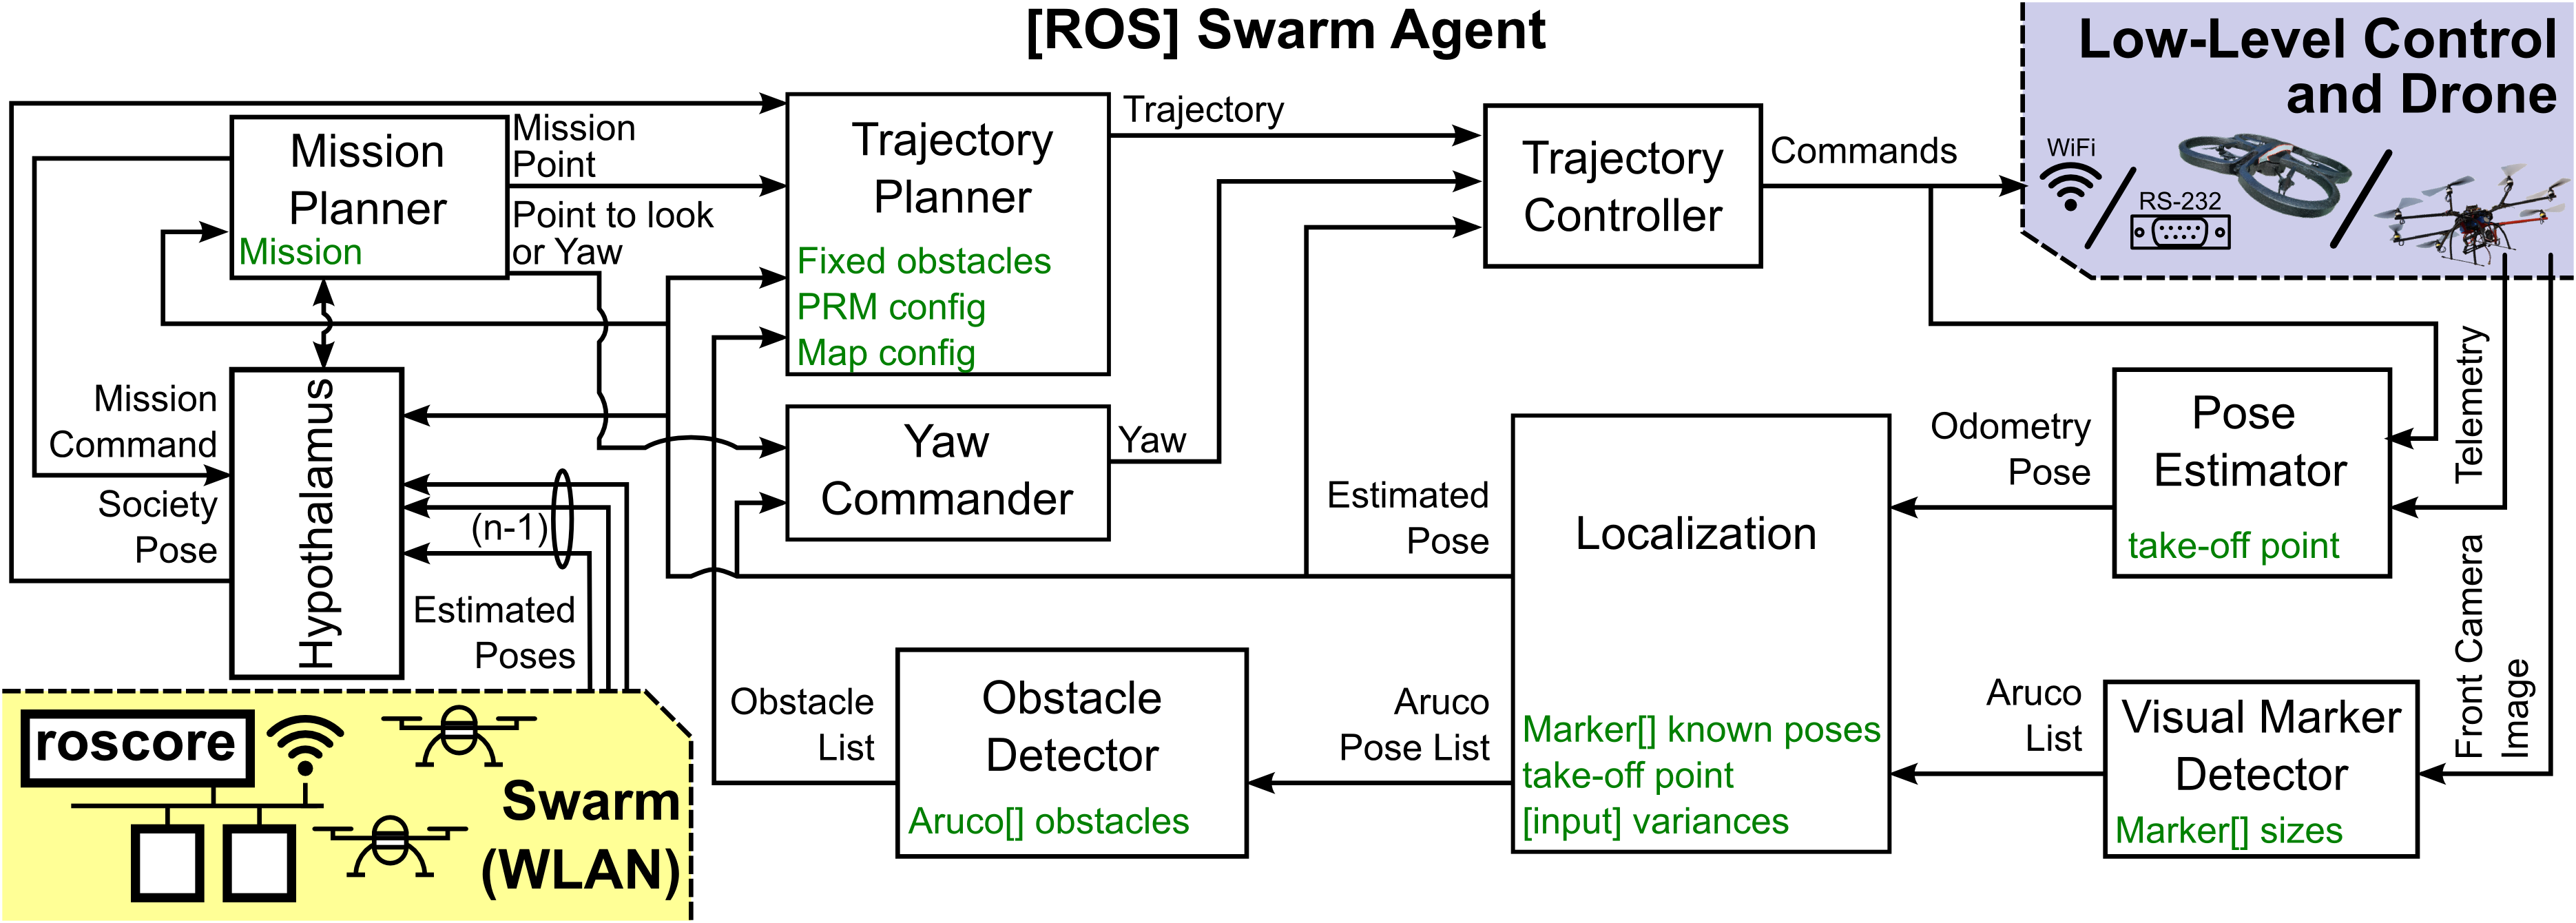 [ROS] Swarm Agent
Low-Level Control
and Drone
WiFi
RS-232
Mission
Planner
Mission
Mission
Point
Point to look
or Yaw
Trajectory
Planner
Fixed obstacles
PRM config
Map config
Trajectory
Trajectory
Controller
Commands
Hypothalamus
Mission
Command
Society
Pose
(n-1)
Estimated
Poses
Yaw
Commander
Yaw
Estimated
Pose
Localization
Marker[] known poses
take-off point
[input] variances
Odometry
Pose
Pose
Estimator
take-off point
Telemetry
Front Camera
Image
Obstacle
List
Obstacle
Detector
Aruco[] obstacles
Aruco
Pose List
Aruco
List
Visual Marker
Detector
Marker[] sizes
roscore
Swarm
(WLAN)